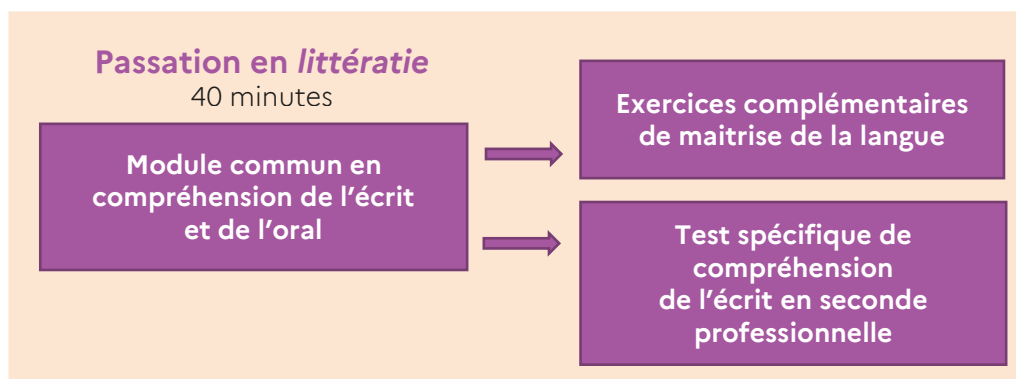 Passation en littératie
40 minutes
Module commun en
compréhension de l'écrit
et de l'oral
Exercices complémentaires
de maitrise de la langue
Test spécifique de
compréhension
de l'écrit en seconde
professionnelle